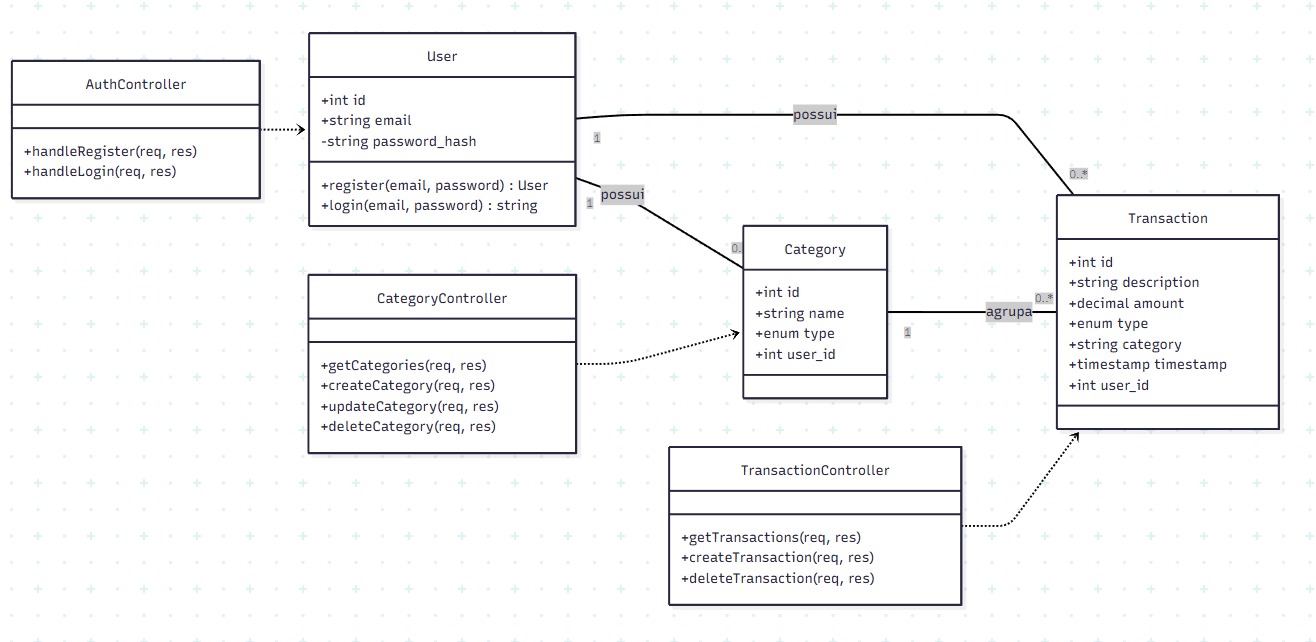 AuthController
+handleRegister(req, res)
+handleLogin(req, res)
User
+int id
+string email
-string password_hash
+register(email, password) : User
+login(email, password) : string
possui
1
0..*
possui
1
0.
CategoryController
+getCategories(req, res)
+createCategory(req, res)
+updateCategory(req, res)
+deleteCategory(req, res)
Category
+int id
+string name
+enum type
+int user_id
agrupa
1
0..*
Transaction
+int id
+string description
+decimal amount
+enum type
+string category
+timestamp timestamp
+int user_id
TransactionController
+getTransactions(req, res)
+createTransaction(req, res)
+deleteTransaction(req, res)